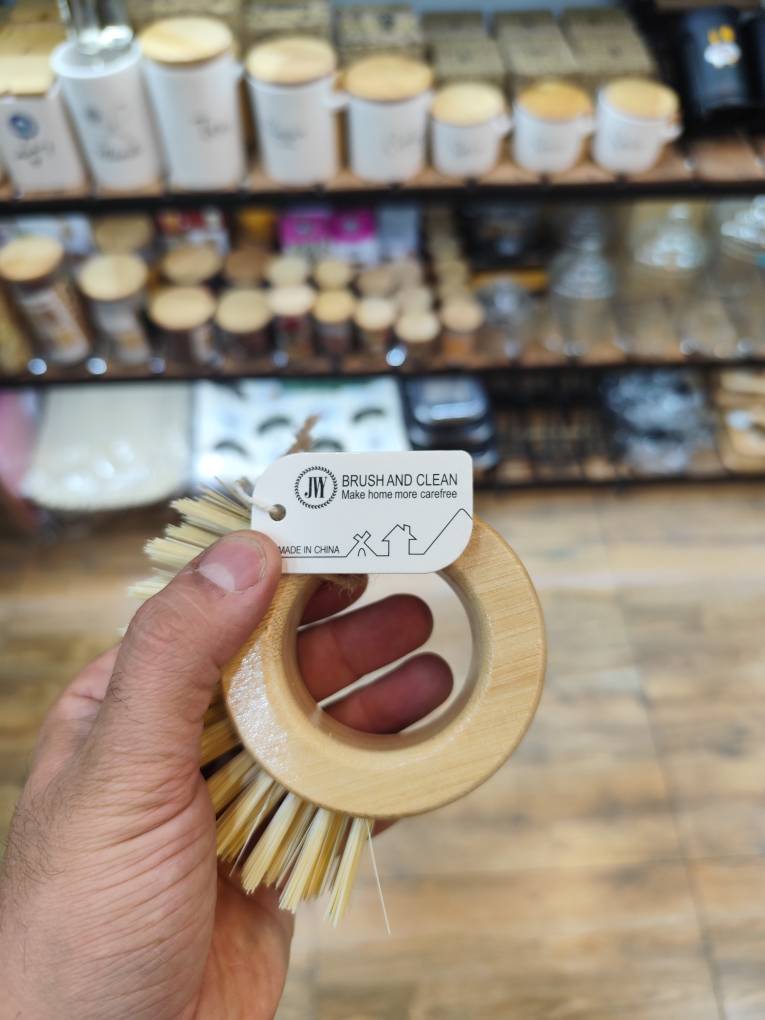 JW
BRUSH AND CLEAN
Make home more carefree
MADE IN CHINA